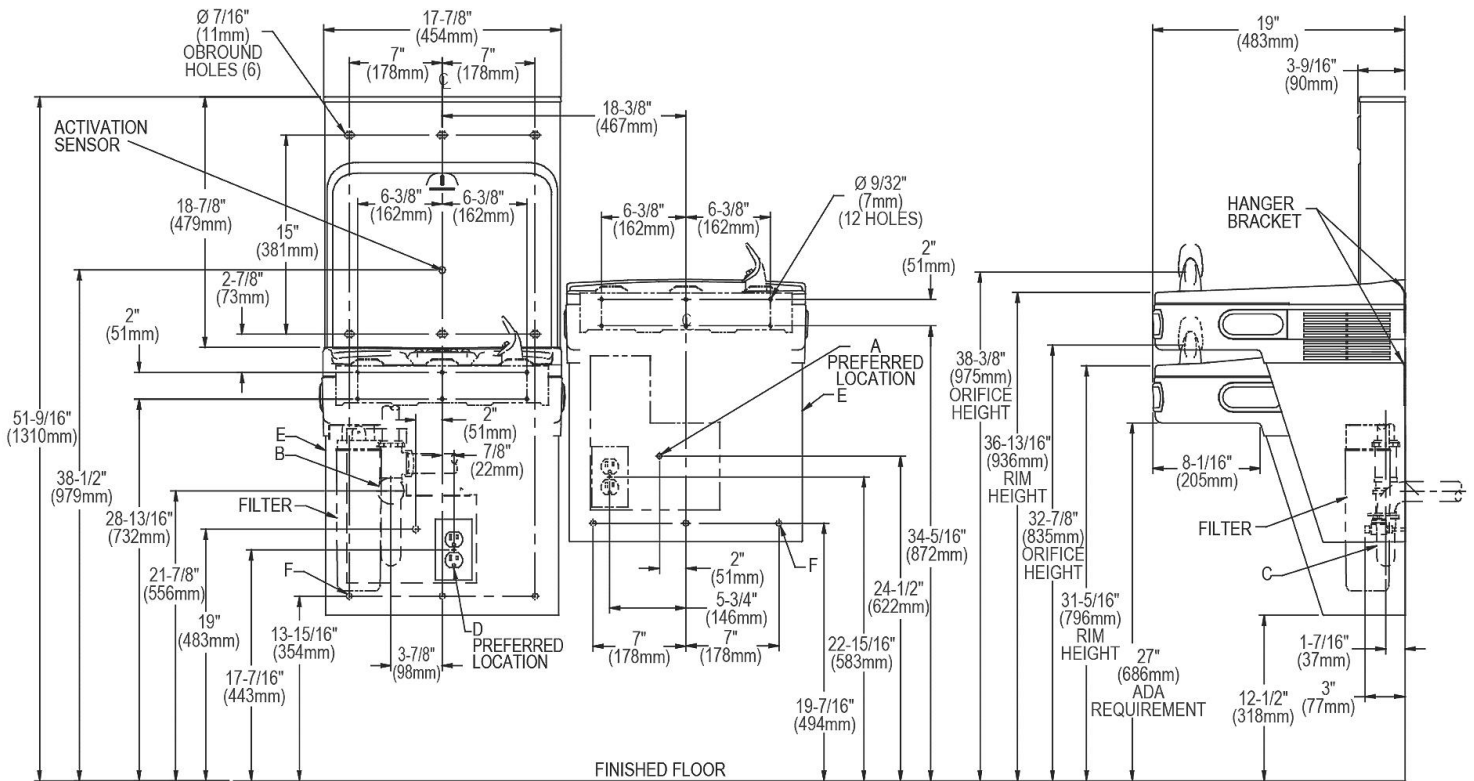 Ø 7/16"
(11mm)
OBROUND
HOLES (6)
17-7/8"
(454mm)
7"
(178mm)
7"
(178mm)
℄
ACTIVATION
SENSOR
18-3/8"
(467mm)
6-3/8"
(162mm)
6-3/8"
(162mm)
18-7/8"
(479mm)
15"
(381mm)
2-7/8"
(73mm)
2"
(51mm)
6-3/8"
(162mm)
6-3/8"
(162mm)
Ø 9/32"
(7mm)
(12 HOLES)
2"
(51mm)
℄
A
PREFERRED
LOCATION
E
51-9/16"
(1310mm)
38-1/2"
(979mm)
28-13/16"
(732mm)
E
B
FILTER
2"
(51mm)
7/8"
(22mm)
21-7/8"
(556mm)
F
19"
(483mm)
17-7/16"
(443mm)
13-15/16"
(354mm)
3-7/8"
(98mm)
D
PREFERRED
LOCATION
F
2"
(51mm)
5-3/4"
(146mm)
7"
(178mm)
7"
(178mm)
34-5/16"
(872mm)
24-1/2"
(622mm)
22-15/16"
(583mm)
19-7/16"
(494mm)
FINISHED FLOOR
19"
(483mm)
3-9/16"
(90mm)
HANGER
BRACKET
38-3/8"
(975mm)
ORIFICE
HEIGHT
36-13/16"
(936mm)
RIM
HEIGHT
32-7/8"
(835mm)
ORIFICE
HEIGHT
31-5/16"
(796mm)
RIM
HEIGHT
27"
(686mm)
ADA
REQUIREMENT
8-1/16"
(205mm)
FILTER
C
12-1/2"
(318mm)
1-7/16"
(37mm)
3"
(77mm)